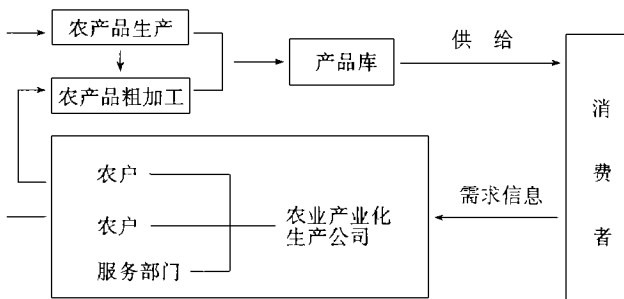 农产品生产
农产品粗加工
产品库
供 给
消
费
者
需求信息
农户
农户
服务部门
农业产业化
生产公司